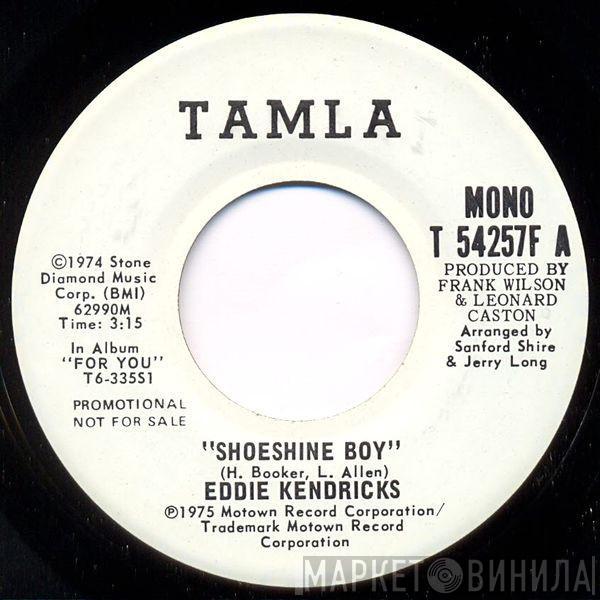 TAMLA
MONO
T 54257F A
PRODUCED BY
FRANK WILSON
& LEONARD
CASTON
Arranged by
Sanford Shire
& Jerry Long
©1974 Stone
Diamond Music
Corp. (BMI)
62990M
Time: 3:15
In Album
"FOR YOU"
T6-335S1
PROMOTIONAL
NOT FOR SALE
"SHOESHINE BOY"
(H. Booker, L. Allen)
EDDIE KENDRICKS
℗1975 Motown Record Corporation/
Trademark Motown Record
Corporation
МАРКЕТ ВИНИЛА